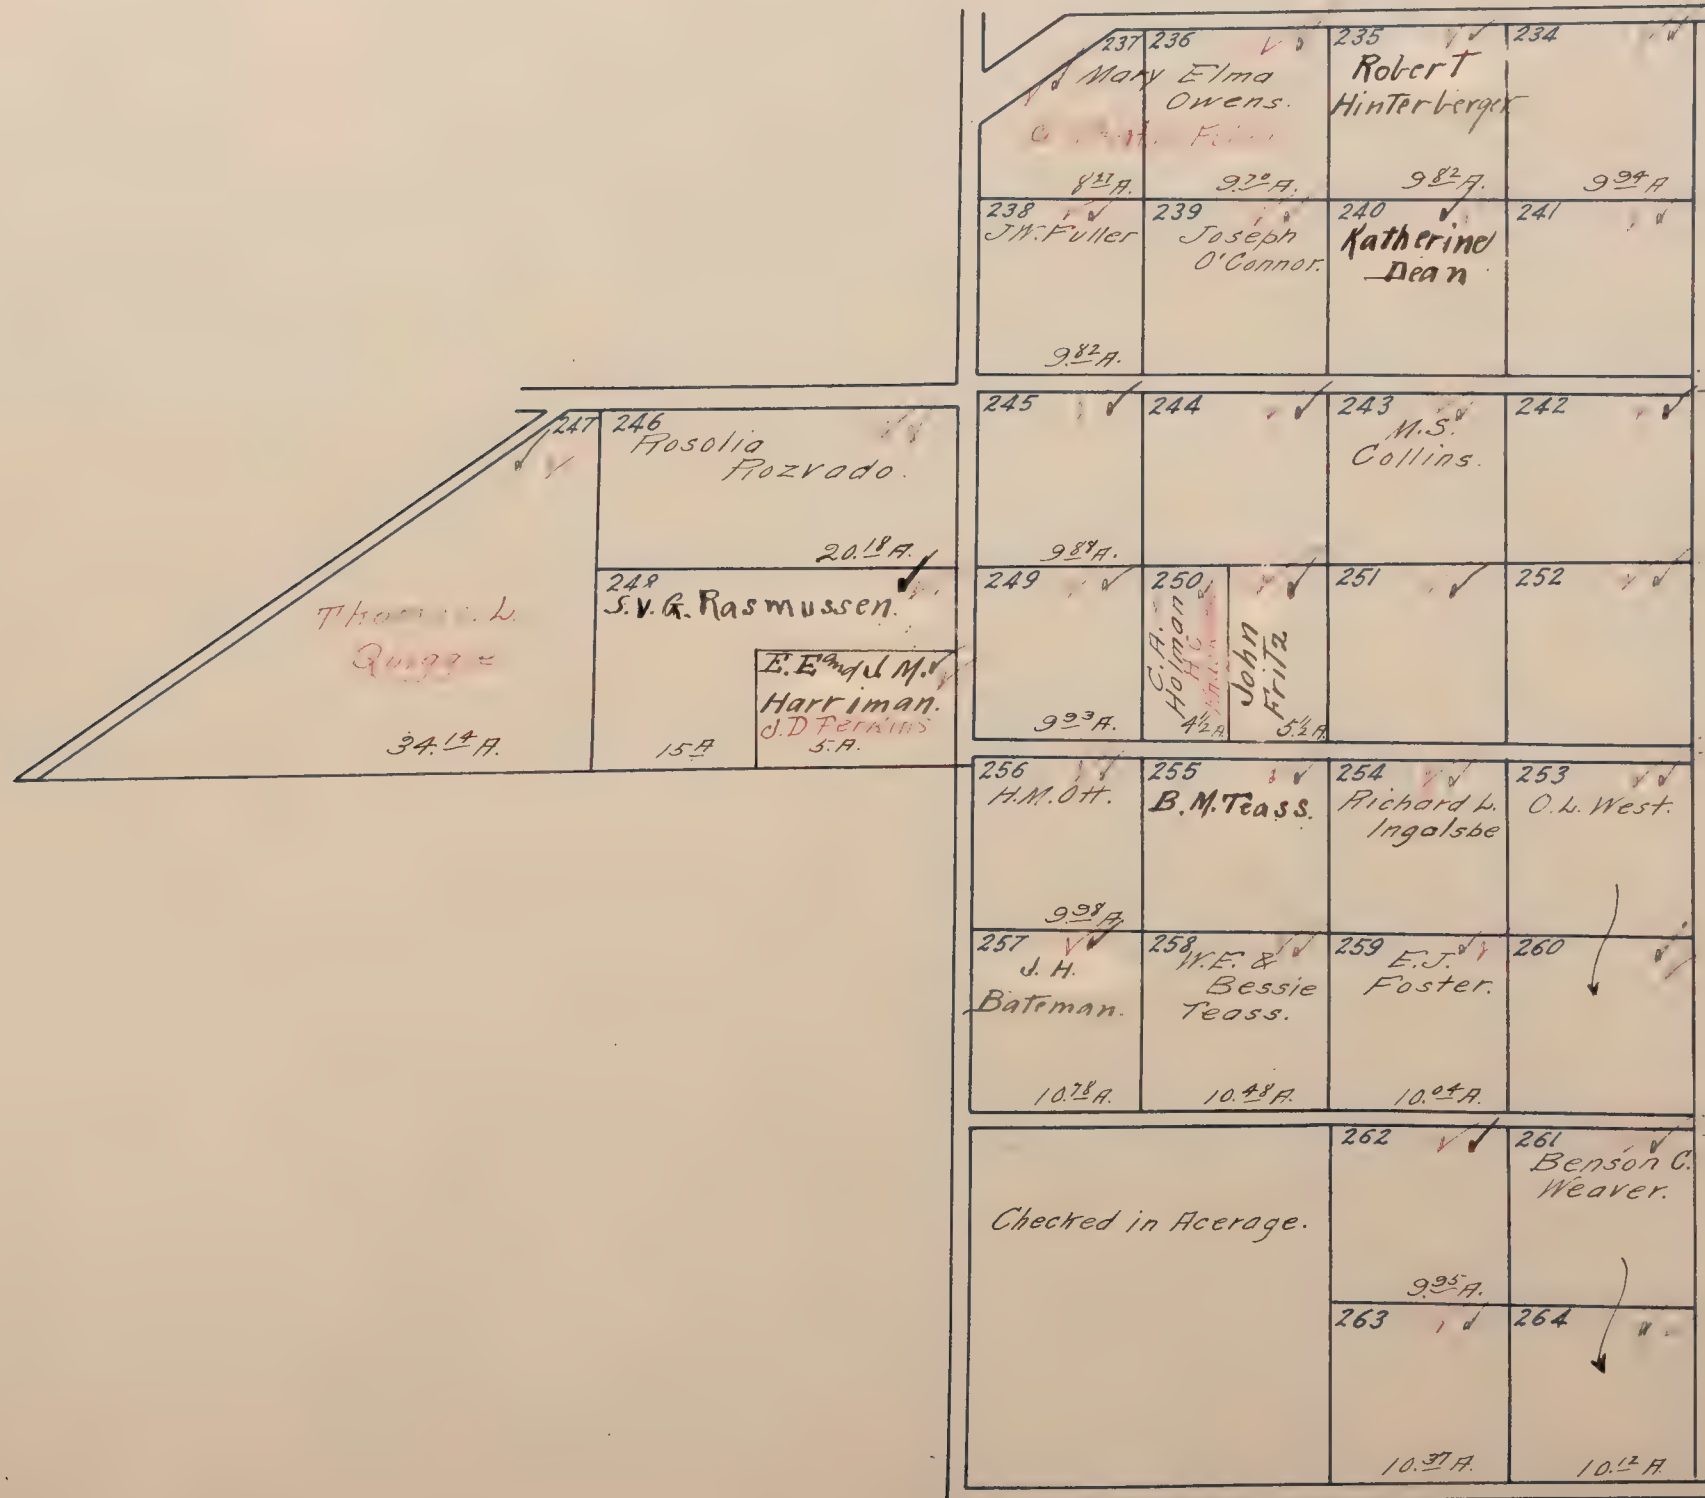 237
236
235
234
Mary Elma
Owens.
Robert
Hinterberger
9.70 A.
9.82 A.
9.94 A
238
239
240
241
J.W. Fuller
Joseph
O'Connor.
Katherine
Dean
9.82 A.
245
244
243
242
M.S.
Collins.
247
246
Rosolia
Rozvado.
20.18 A.
248
S.V.G. Rasmussen.
L.
34.14 A.
15 A
E. E and J. M.
Harriman.
J.D Perkins
5. A.
249
250
251
252
C.A.
Holman
4½ A
John
Fritz
5½ A
9.93 A.
256
255
254
253
H.M. Ott.
B.M. Teass.
Richard L.
Ingalsbe
O.L. West.
9.98 A
257
258
259
260
J. H.
Bateman.
W.E. &
Bessie
Teass.
E.J.
Foster.
10.78 A.
10.48 A.
10.04 A.
262
261
Benson C.
Weaver.
Checked in Acerage.
9.95 A.
263
264
10.37 A.
10.12 A